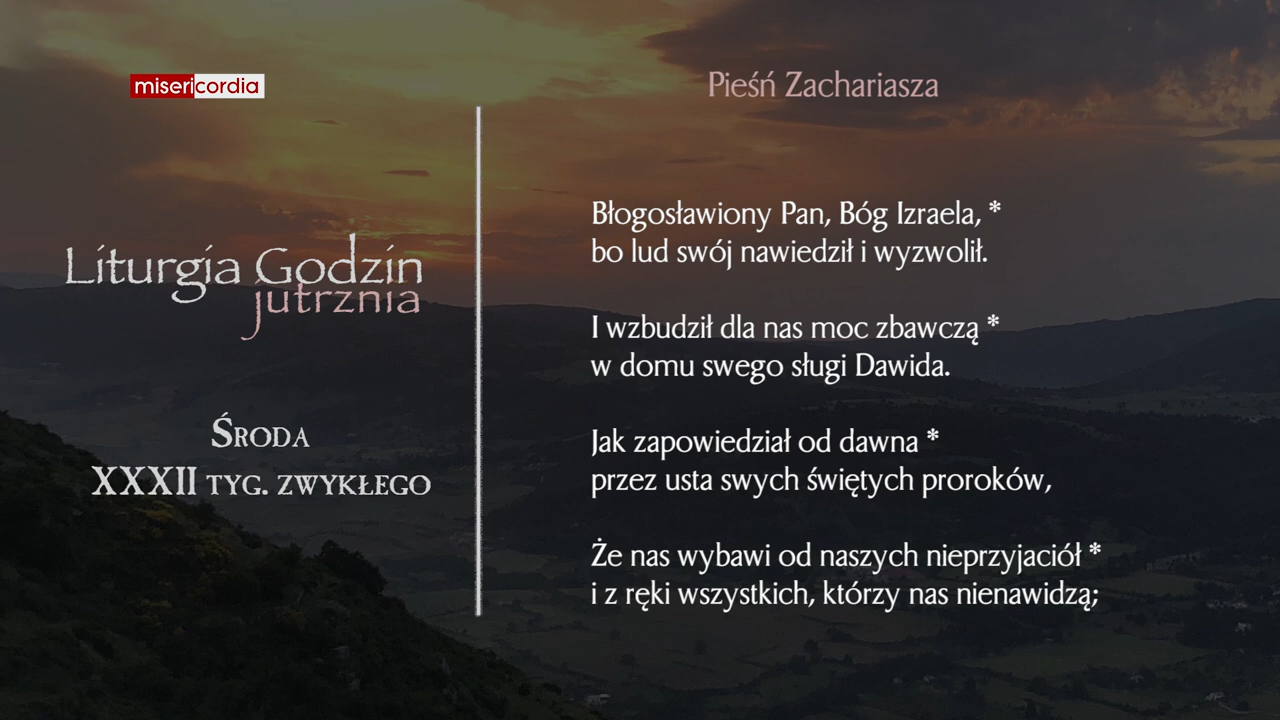 misericordia
Liturgia Godzin
jutrznia
Środa
XXXII tyg. zwykłego
Pieśń Zachariasza
Błogosławiony Pan, Bóg Izraela, *
bo lud swój nawiedził i wyzwolił.
I wzbudził dla nas moc zbawczą *
w domu swego sługi Dawida.
Jak zapowiedział od dawna *
przez usta swych świętych proroków,
Że nas wybawi od naszych nieprzyjaciół *
i z ręki wszystkich, którzy nas nienawidzą;